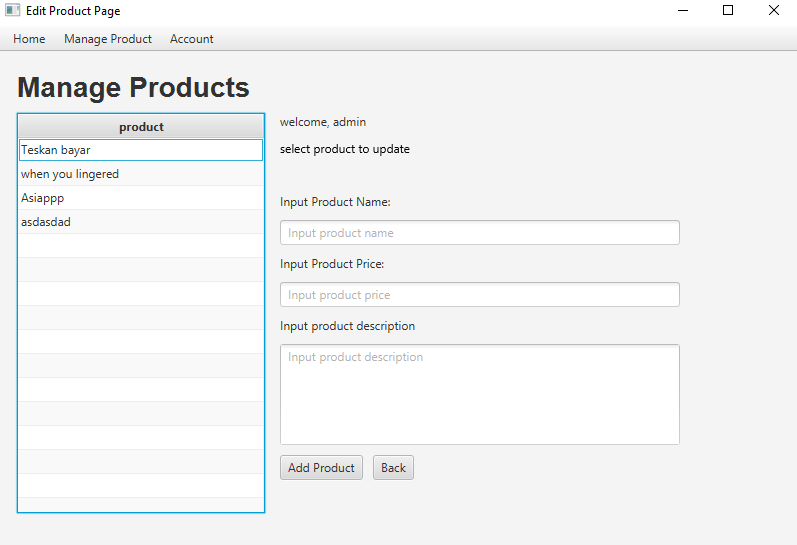 Edit Product Page
Home Manage Product Account
Manage Products
product
Teskan bayar
when you lingered
Asiappp
asdasdad
welcome, admin
select product to update
Input Product Name:
Input product name
Input Product Price:
Input product price
Input product description
Input product description
Add Product Back